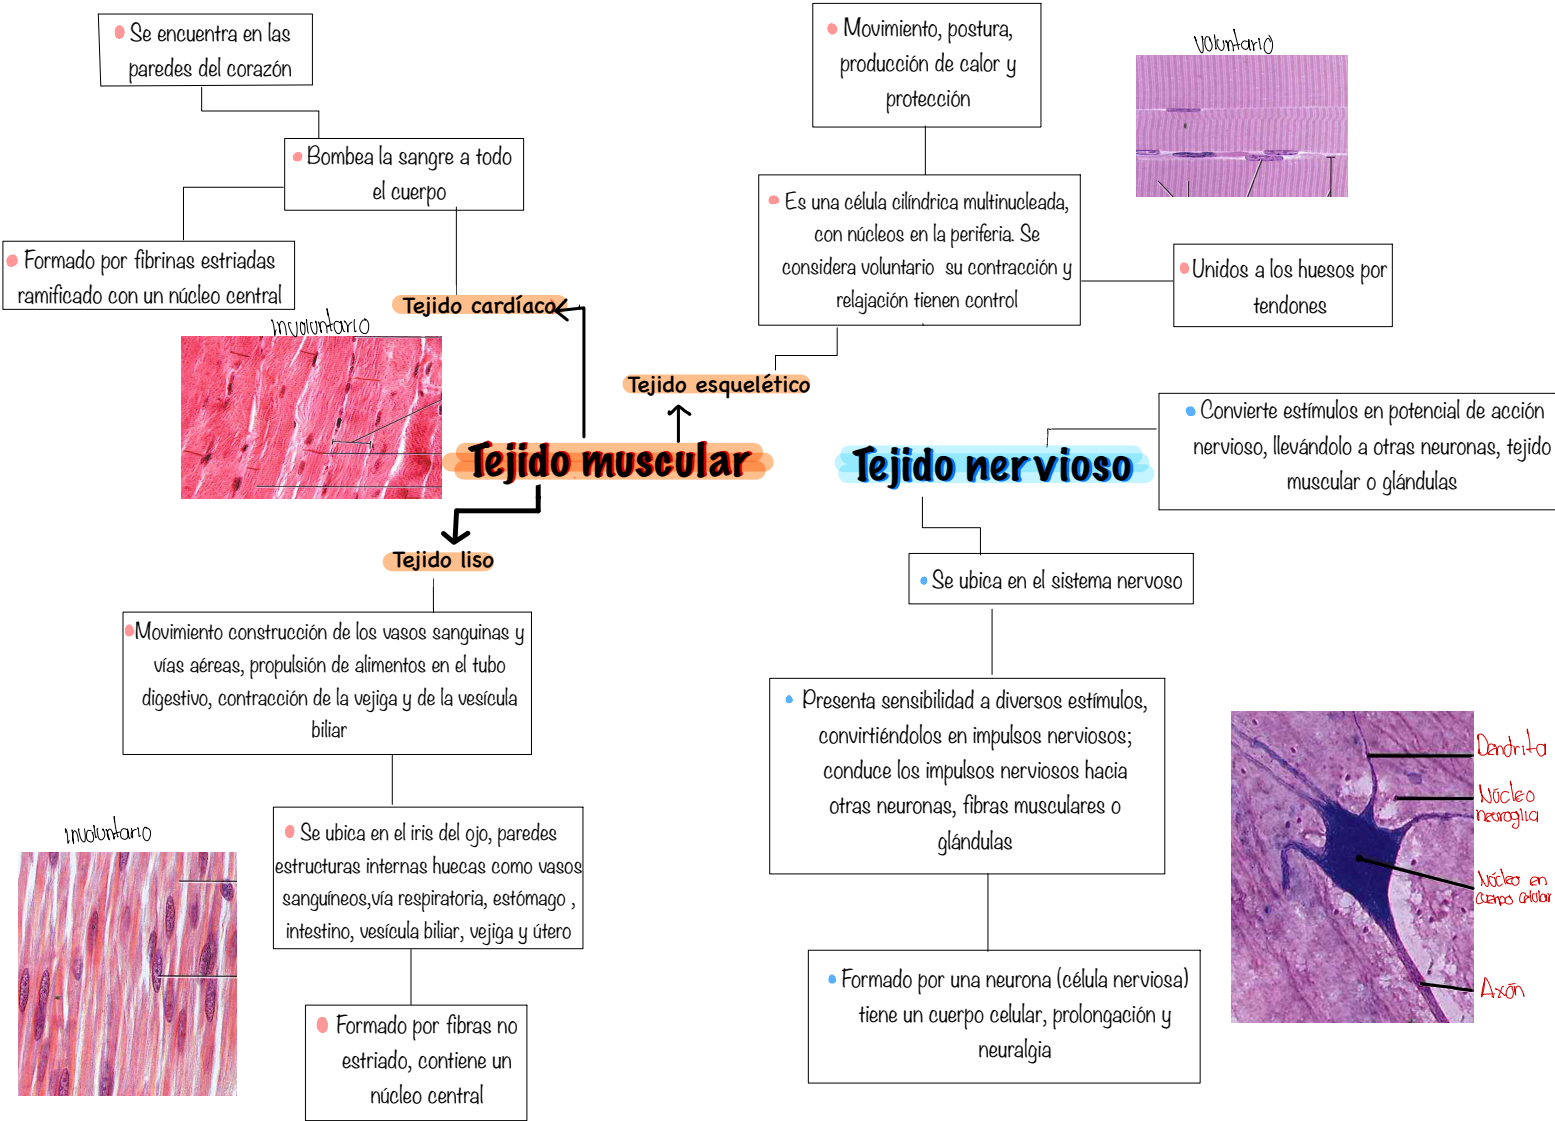 Se encuentra en las
paredes del corazón
Bombea la sangre a todo
el cuerpo
Formado por fibrinas estriadas
ramificado con un núcleo central
Tejido cardíaco
involuntario
Movimiento, postura,
producción de calor y
protección
voluntario
Es una célula cilíndrica multinucleada,
con núcleos en la periferia. Se
considera voluntario su contracción y
relajación tienen control
Unidos a los huesos por
tendones
Tejido esquelético
Tejido muscular
Tejido liso
Movimiento construcción de los vasos sanguinas y
vías aéreas, propulsión de alimentos en el tubo
digestivo, contracción de la vejiga y de la vesícula
biliar
involuntario
Se ubica en el iris del ojo, paredes
estructuras internas huecas como vasos
sanguíneos,vía respiratoria, estómago ,
intestino, vesícula biliar, vejiga y útero
Formado por fibras no
estriado, contiene un
núcleo central
Tejido nervioso
Convierte estímulos en potencial de acción
nervioso, llevándolo a otras neuronas, tejido
muscular o glándulas
Se ubica en el sistema nervoso
Presenta sensibilidad a diversos estímulos,
convirtiéndolos en impulsos nerviosos;
conduce los impulsos nerviosos hacia
otras neuronas, fibras musculares o
glándulas
Formado por una neurona (célula nerviosa)
tiene un cuerpo celular, prolongación y
neuralgia
Dendrita
Núcleo
neuroglia
Núcleo en
cuerpo celular
Axón